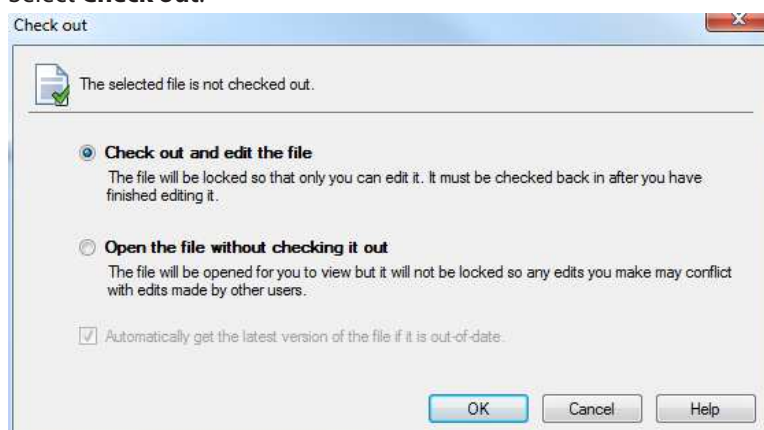 Select Check out.
Check out
The selected file is not checked out.
Check out and edit the file
The file will be locked so that only you can edit it. It must be checked back in after you have
finished editing it.
Open the file without checking it out
The file will be opened for you to view but it will not be locked so any edits you make may conflict
with edits made by other users.
Automatically get the latest version of the file if it is out-of-date.
OK Cancel Help